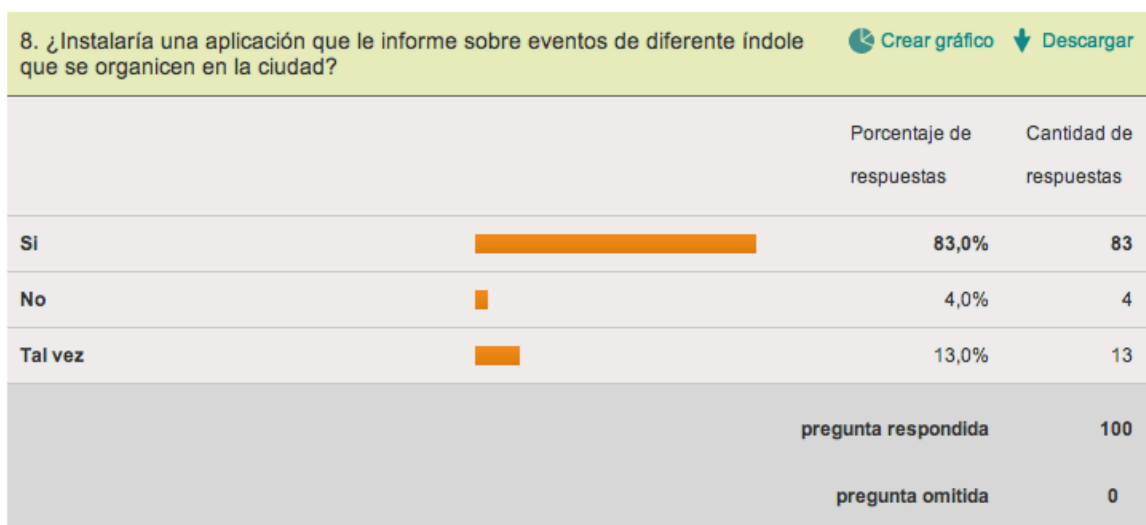 8. ¿Instalaría una aplicación que le informe sobre eventos de diferente índole
que se organicen en la ciudad?
Crear gráfico Descargar
Porcentaje de
respuestas
Cantidad de
respuestas
Si 83,0% 83
No 4,0% 4
Tal vez 13,0% 13
pregunta respondida 100
pregunta omitida 0